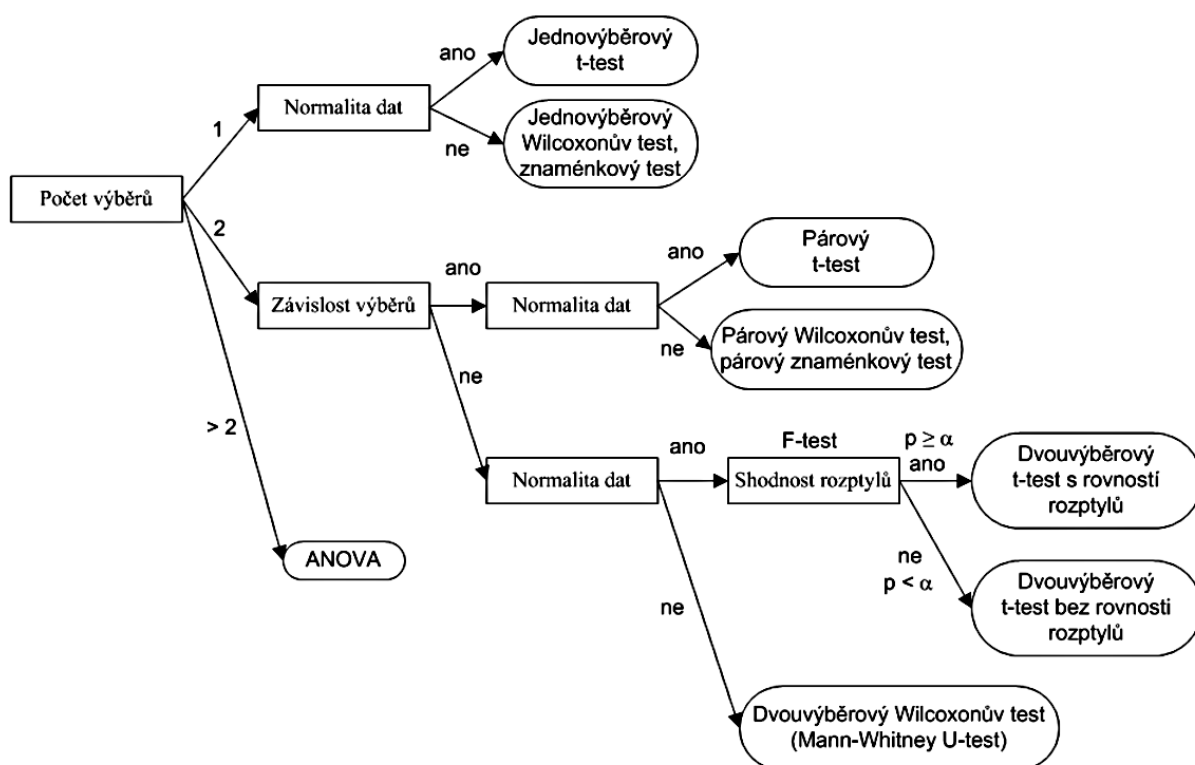 Jednovýběrový
t-test
ano
Normalita dat
1
ne
Jednovýběrový
Wilcoxonův test,
znaménkový test
Počet výběrů
2
Párový
t-test
ano
ano
Závislost výběrů
Normalita dat
ne
Párový Wilcoxonův test,
párový znaménkový test
ne
> 2
F-test
p ≥ α
ano
ano
Normalita dat
Shodnost rozptylů
Dvouvýběrový
t-test s rovností
rozptylů
ANOVA
ne
p < α
ne
Dvouvýběrový
t-test bez rovnosti
rozptylů
Dvouvýběrový Wilcoxonův test
(Mann-Whitney U-test)